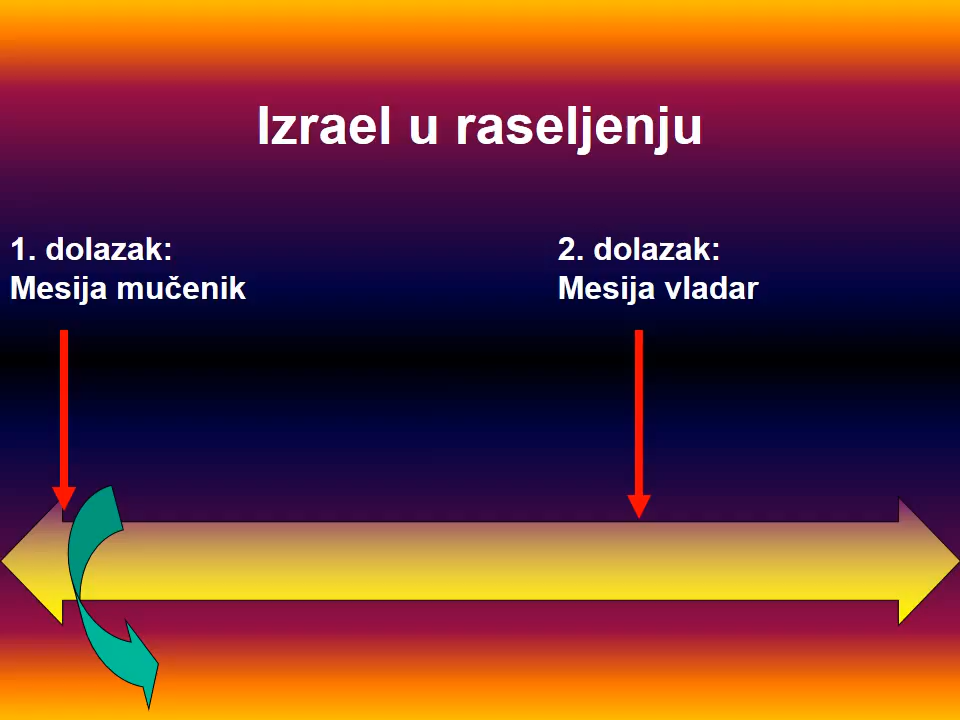 Izrael u raseljenju
1. dolazak:
Mesija mučenik
2. dolazak:
Mesija vladar